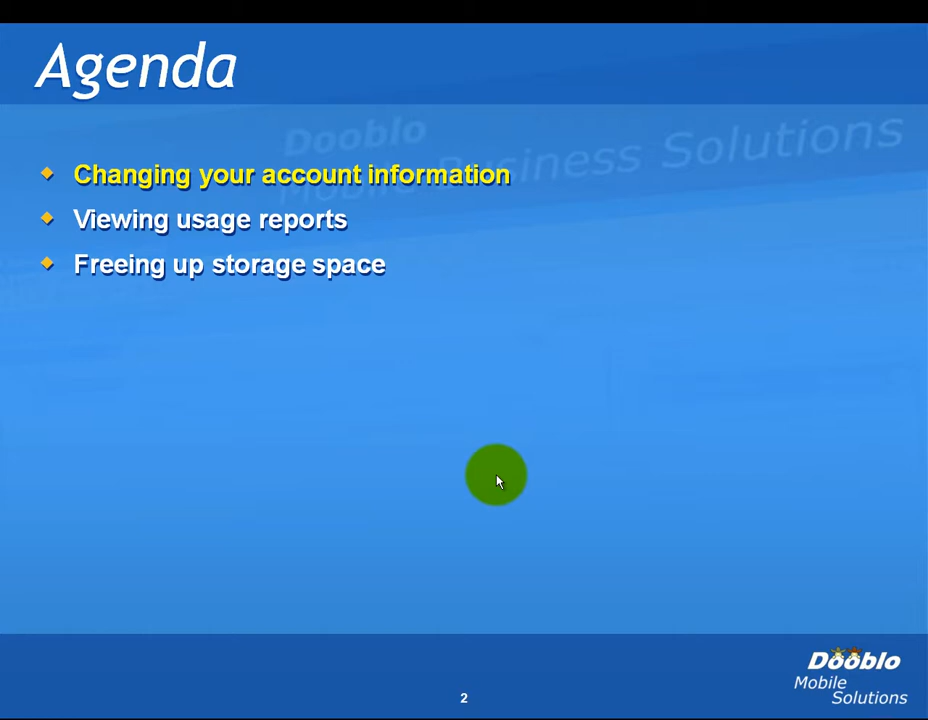 Agenda
Dooblo
Mobile Business Solutions
Changing your account information
Viewing usage reports
Freeing up storage space
2
Dooblo
Mobile
Solutions